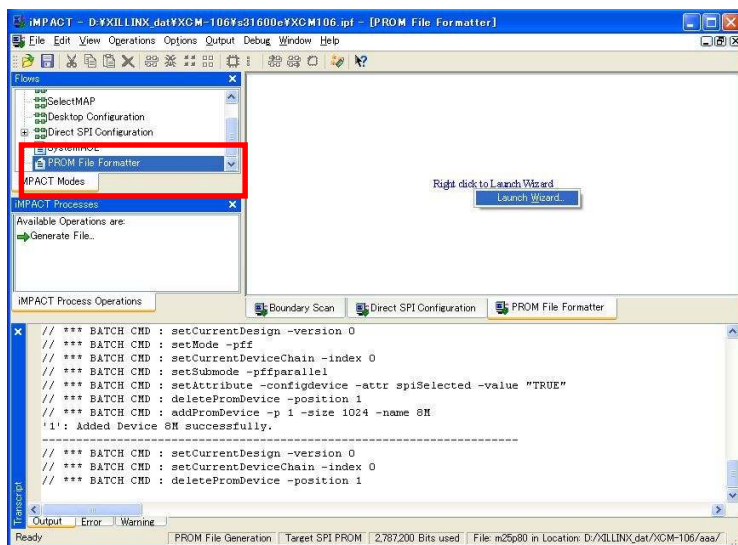 iMPACT - D:¥XILLINX_dat¥XCM-106¥s31600e¥XCM106.ipf - [PROM File Formatter]
File Edit View Operations Options Output Debug Window Help
Flows
SelectMAP
Desktop Configuration
Direct SPI Configuration
SystemACE
PROM File Formatter
MPACT Modes
Right click to Launch Wizard
Launch Wizard..
iMPACT Processes
Available Operations are:
Generate File..
iMPACT Process Operations
Boundary Scan
Direct SPI Configuration
PROM File Formatter
// *** BATCH CMD : setCurrentDesign -version 0
// *** BATCH CMD : setMode -pff
// *** BATCH CMD : setCurrentDeviceChain -index 0
// *** BATCH CMD : setSubmode -pffparallel
// *** BATCH CMD : setAttribute -configdevice -attr spiSelected -value "TRUE"
// *** BATCH CMD : deletePromDevice -position 1
// *** BATCH CMD : addPromDevice -p 1 -size 1024 -name 8M
'1': Added Device 8M successfully.
----------------------------------------------------------------------
// *** BATCH CMD : setCurrentDesign -version 0
// *** BATCH CMD : setCurrentDeviceChain -index 0
// *** BATCH CMD : deletePromDevice -position 1
Transcript
Output Error Warning
Ready
PROM File Generation
Target SPI PROM
2,787,200 Bits used
File: m25p80 in Location: D:/XILLINX_dat/XCM-106/aaa/